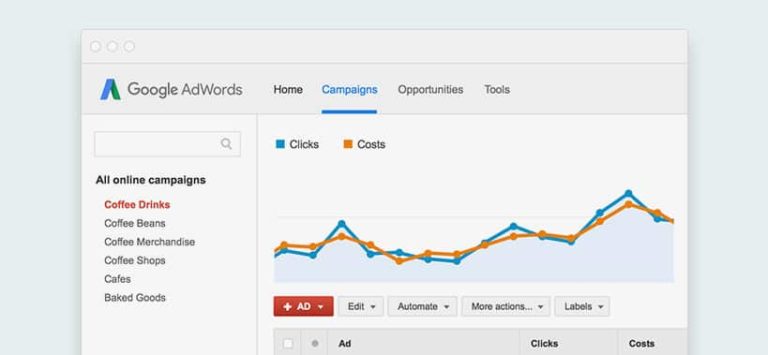 Google AdWords Home Campaigns Opportunities Tools
Clicks Costs
All online campaigns
Coffee Drinks
Coffee Beans
Coffee Merchandise
Coffee Shops
Cafes
Baked Goods
+ AD Edit Automate More actions... Labels
Ad Clicks Costs